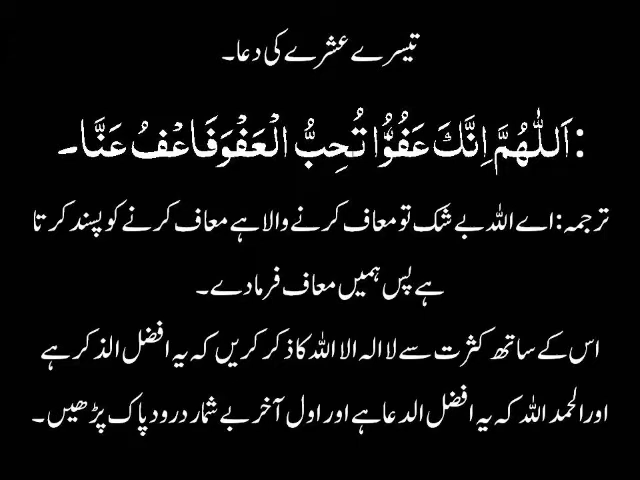 تیسرے عشرے کی دعا۔
:اَللّٰهُمَّ اِنَّكَ عَفُوٌّ تُحِبُّ الْعَفْوَفَاعْفُ عَنَّا۔
ترجمہ: اے اللہ بے شک تو معاف کرنے والا ہے معاف کرنے کو پسند کرتا
ہے پس ہمیں معاف فرما دے۔
اس کے ساتھ کثرت سے لا الہ الا اللہ کا ذکر کریں کہ یہ افضل الذکر ہے
اور الحمد اللہ کہ یہ افضل الدعا ہے اور اول آخر بے شمار درود پاک پڑھیں۔